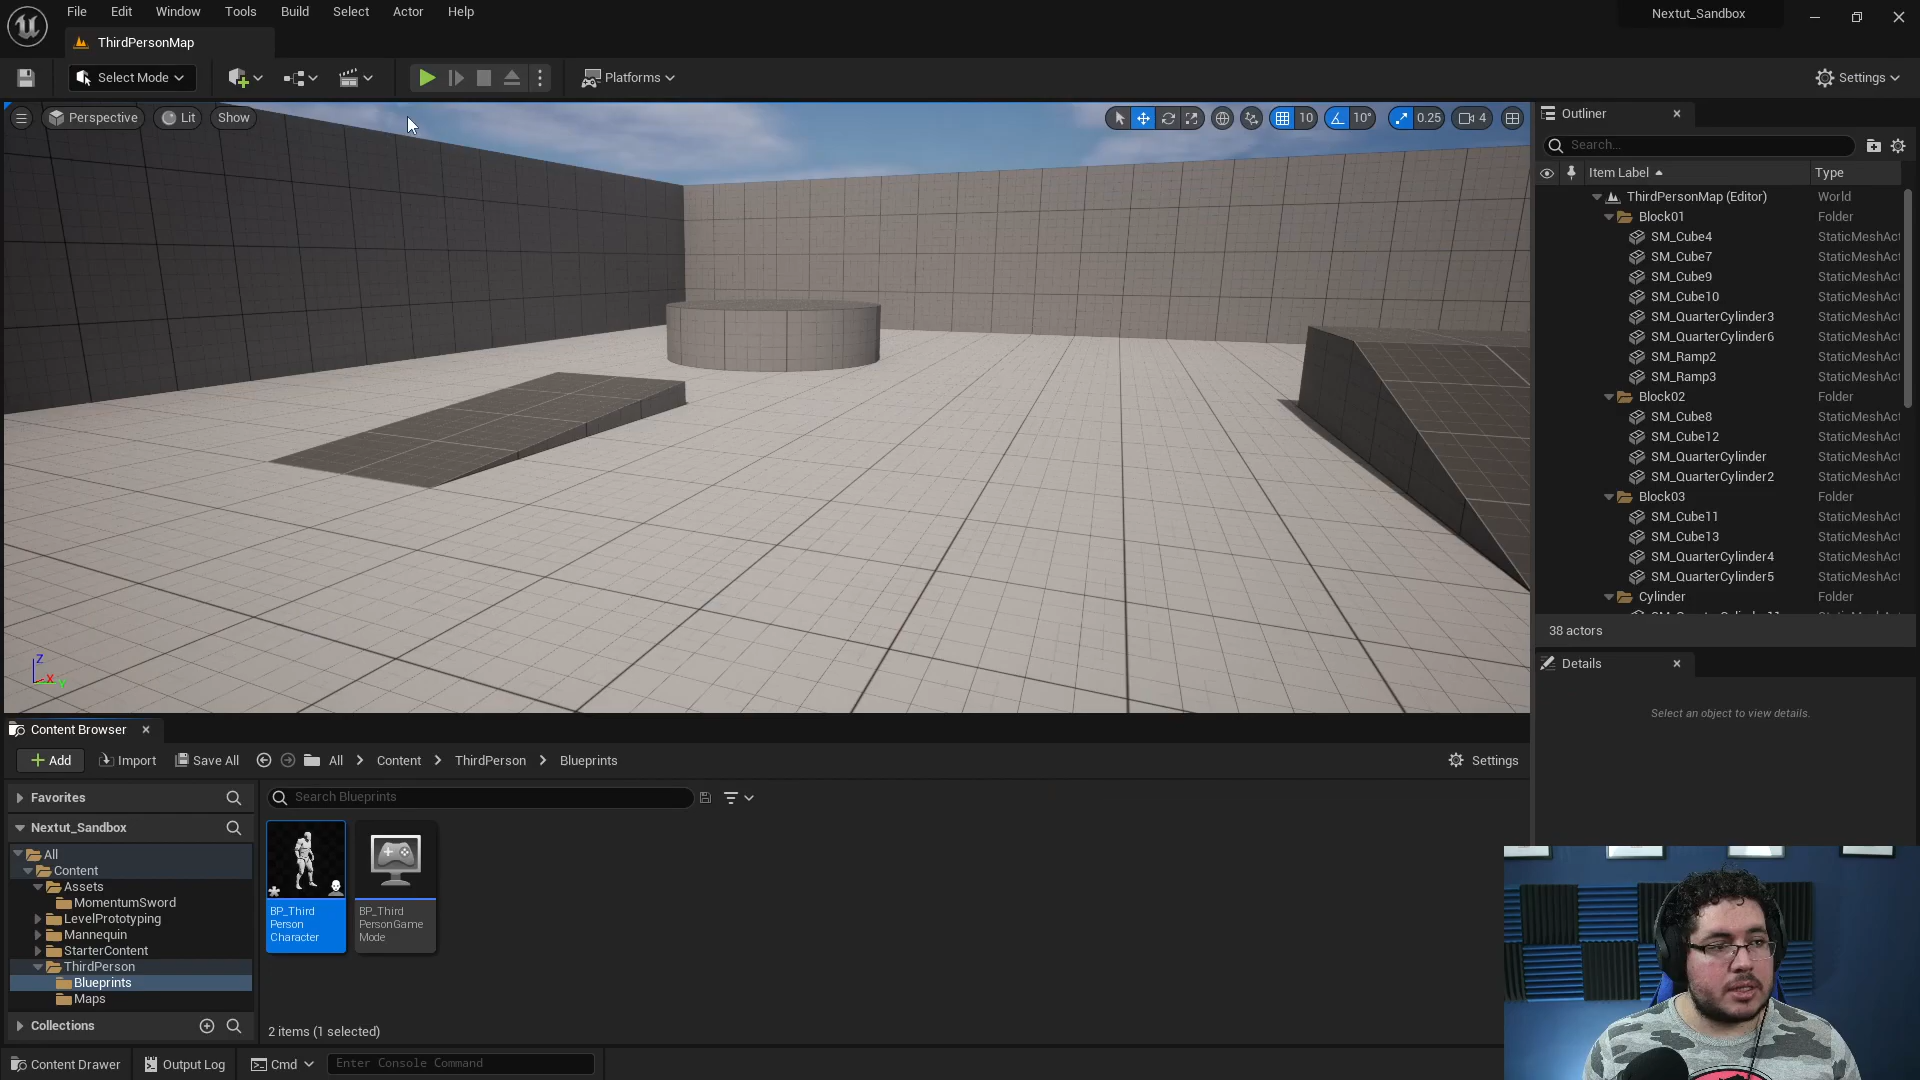 File Edit Window Tools Build Select Actor Help
Nextut_Sandbox
ThirdPersonMap
Select Mode
Platforms
Settings
Perspective
Lit
Show
10
10°
0.25
4
Outliner
Search...
Item Label Type
ThirdPersonMap (Editor) World
Block01 Folder
SM_Cube4 StaticMeshAct
SM_Cube7 StaticMeshAct
SM_Cube9 StaticMeshAct
SM_Cube10 StaticMeshAct
SM_QuarterCylinder3 StaticMeshAct
SM_QuarterCylinder6 StaticMeshAct
SM_Ramp2 StaticMeshAct
SM_Ramp3 StaticMeshAct
Block02 Folder
SM_Cube8 StaticMeshAct
SM_Cube12 StaticMeshAct
SM_QuarterCylinder StaticMeshAct
SM_QuarterCylinder2 StaticMeshAct
Block03 Folder
SM_Cube11 StaticMeshAct
SM_Cube13 StaticMeshAct
SM_QuarterCylinder4 StaticMeshAct
SM_QuarterCylinder5 StaticMeshAct
Cylinder Folder
38 actors
Details
Select an object to view details.
Z
X
Y
Content Browser
Add
Import
Save All
All
Content
ThirdPerson
Blueprints
Settings
Favorites
Nextut_Sandbox
All
Content
Assets
MomentumSword
LevelPrototyping
Mannequin
StarterContent
ThirdPerson
Blueprints
Maps
Collections
Search Blueprints
BP_Third
Person
Character
BP_Third
PersonGame
Mode
2 items (1 selected)
Content Drawer
Output Log
Cmd
Enter Console Command